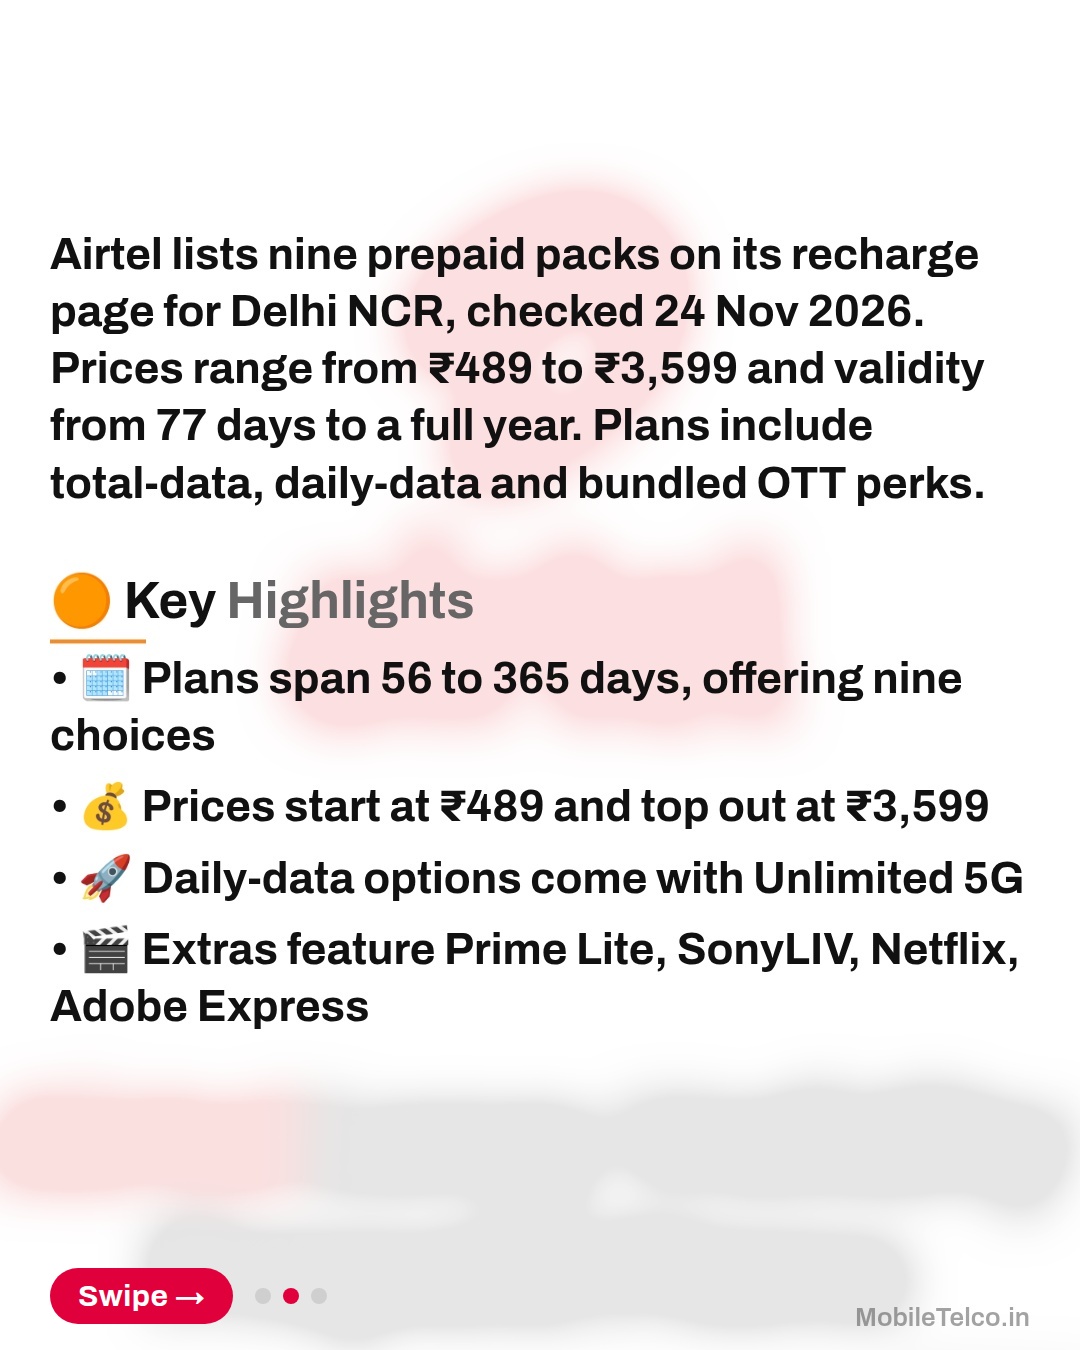 Airtel lists nine prepaid packs on its recharge
page for Delhi NCR, checked 24 Nov 2026.
Prices range from ₹489 to ₹3,599 and validity
from 77 days to a full year. Plans include
total-data, daily-data and bundled OTT perks.
🟠 Key Highlights
• 🗓️ Plans span 56 to 365 days, offering nine
choices
• 💰 Prices start at ₹489 and top out at ₹3,599
• 🚀 Daily-data options come with Unlimited 5G
• 🎬 Extras feature Prime Lite, SonyLIV, Netflix,
Adobe Express
Swipe →
MobileTelco.in